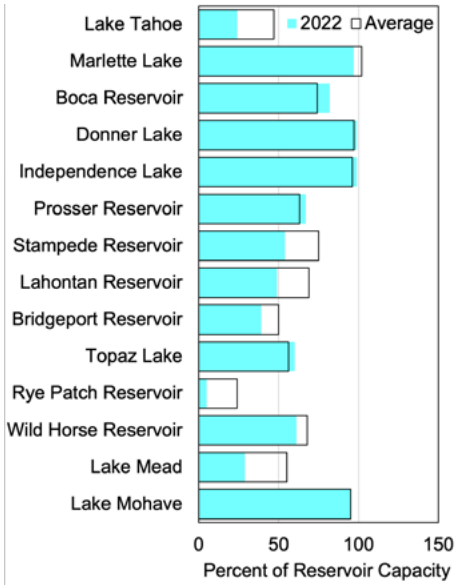 2022 Average
Lake Tahoe
Marlette Lake
Boca Reservoir
Donner Lake
Independence Lake
Prosser Reservoir
Stampede Reservoir
Lahontan Reservoir
Bridgeport Reservoir
Topaz Lake
Rye Patch Reservoir
Wild Horse Reservoir
Lake Mead
Lake Mohave
0 50 100 150
Percent of Reservoir Capacity